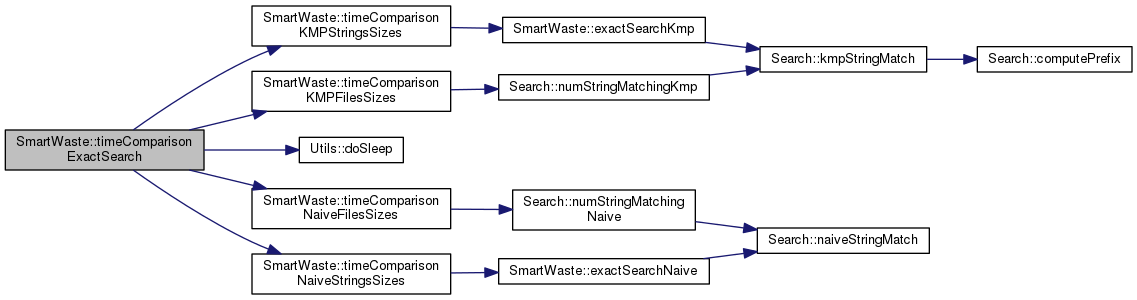 SmartWaste::timeComparison
ExactSearch
SmartWaste::timeComparison
KMPStringsSizes
SmartWaste::exactSearchKmp
Search::kmpStringMatch
Search::computePrefix
SmartWaste::timeComparison
KMPFilesSizes
Search::numStringMatchingKmp
Utils::doSleep
SmartWaste::timeComparison
NaiveFilesSizes
Search::numStringMatching
Naive
Search::naiveStringMatch
SmartWaste::timeComparison
NaiveStringsSizes
SmartWaste::exactSearchNaive